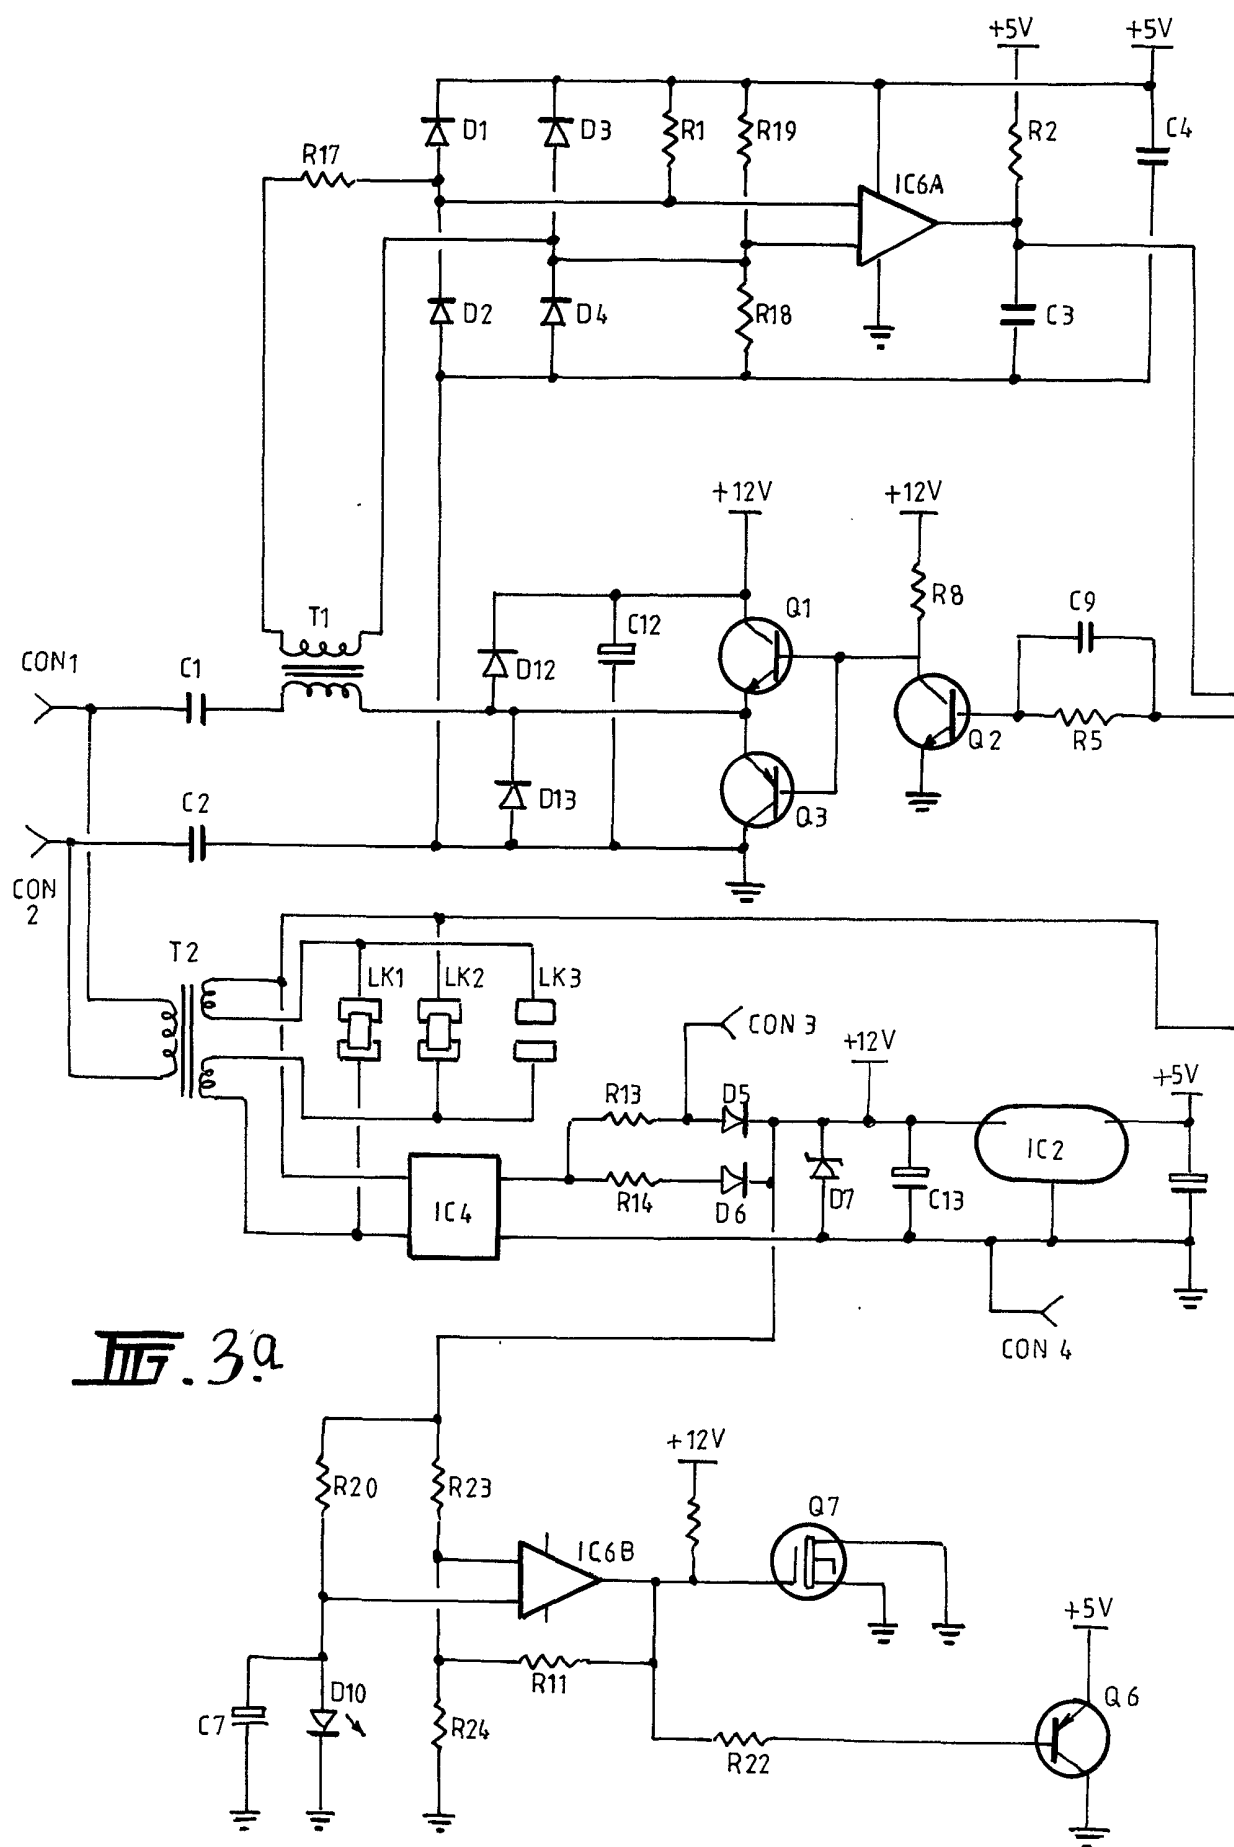 +5V
+5V
D1
D3
R1
R19
R2
C4
R17
IC6A
D2
D4
R18
C3
+12V
+12V
T1
C12
Q1
R8
C9
CON1
C1
D12
Q2
R5
C2
D13
Q3
CON
2
T2
LK1
LK2
LK3
CON 3
+12V
+5V
R13
D5
IC2
IC4
R14
D6
D7
C13
FIG. 3.a
CON 4
+12V
R20
R23
Q7
IC6B
+5V
D10
R11
Q6
C7
R24
R22